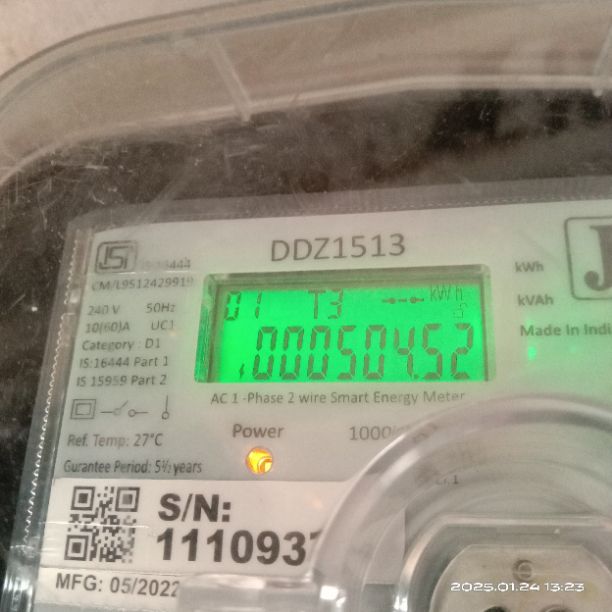 DDZ1513
CM/L9512429919
kWh
240 V 50Hz
10(60)A UC1
Category : D1
IS:16444 Part 1
IS 15959 Part 2
01 T3 kWh
000504.52
kVAh
Made in Indi
AC 1 -Phase 2 wire Smart Energy Meter
Ref. Temp: 27°C
Power
1000
Gurantee Period: 5½ years
S/N:
111093
MFG: 05/2022
2025.01.24 13:23